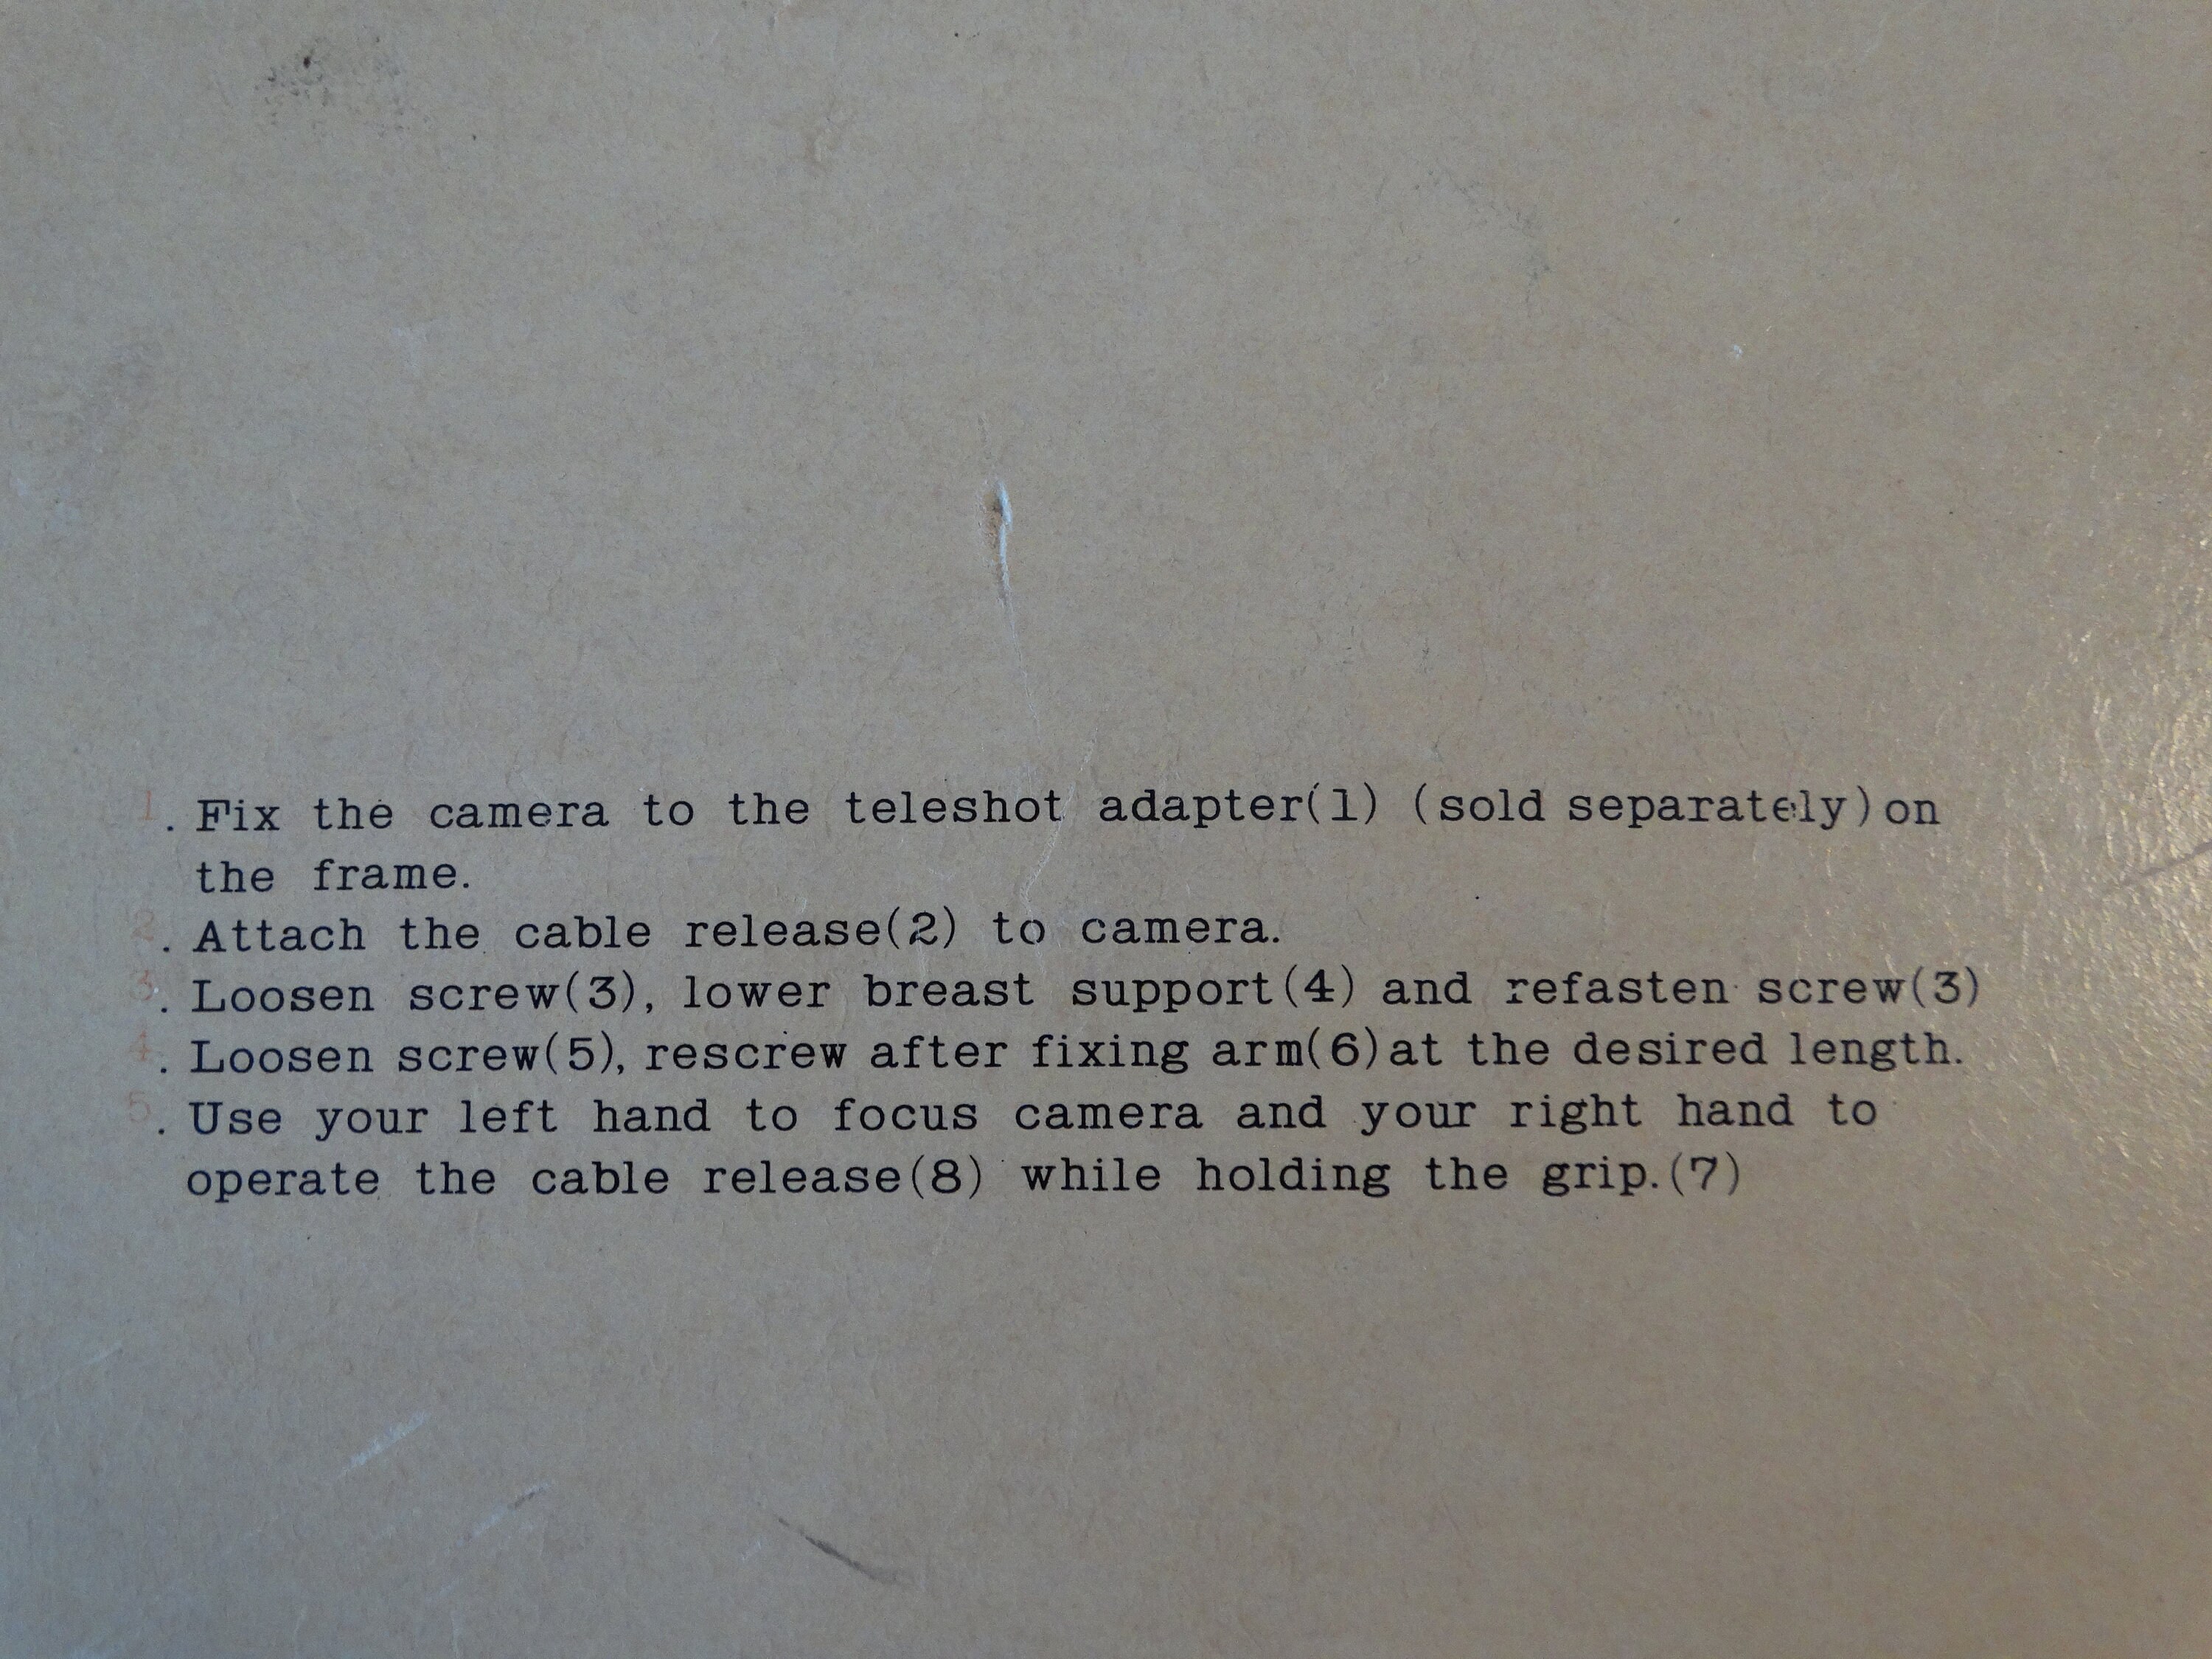 1. Fix the camera to the teleshot adapter(1) (sold separately) on
the frame.
2. Attach the cable release(2) to camera.
3. Loosen screw(3), lower breast support(4) and refasten screw(3)
4. Loosen screw(5), rescrew after fixing arm(6) at the desired length.
5. Use your left hand to focus camera and your right hand to
operate the cable release(8) while holding the grip.(7)